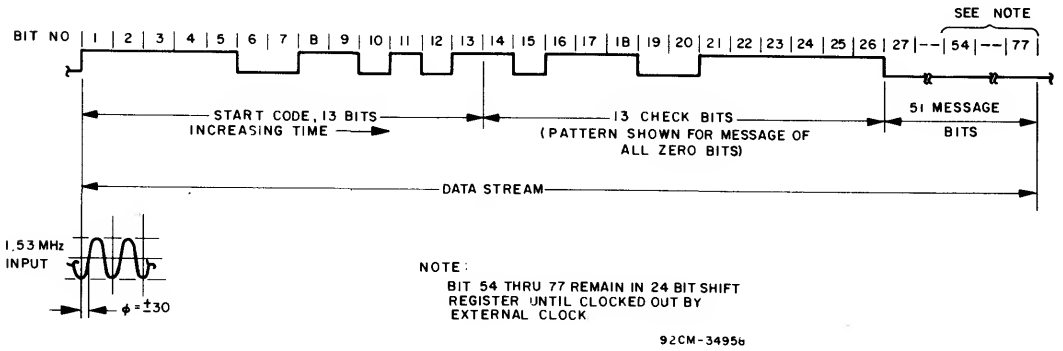 SEE NOTE
BIT NO 1 2 3 4 5 6 7 8 9 10 11 12 13 14 15 16 17 18 19 20 21 22 23 24 25 26 27 -- 54 -- 77
START CODE, 13 BITS
INCREASING TIME
13 CHECK BITS
(PATTERN SHOWN FOR MESSAGE OF
ALL ZERO BITS)
51 MESSAGE
BITS
DATA STREAM
1.53 MHz
INPUT
φ = ±30
NOTE:
BIT 54 THRU 77 REMAIN IN 24 BIT SHIFT
REGISTER UNTIL CLOCKED OUT BY
EXTERNAL CLOCK